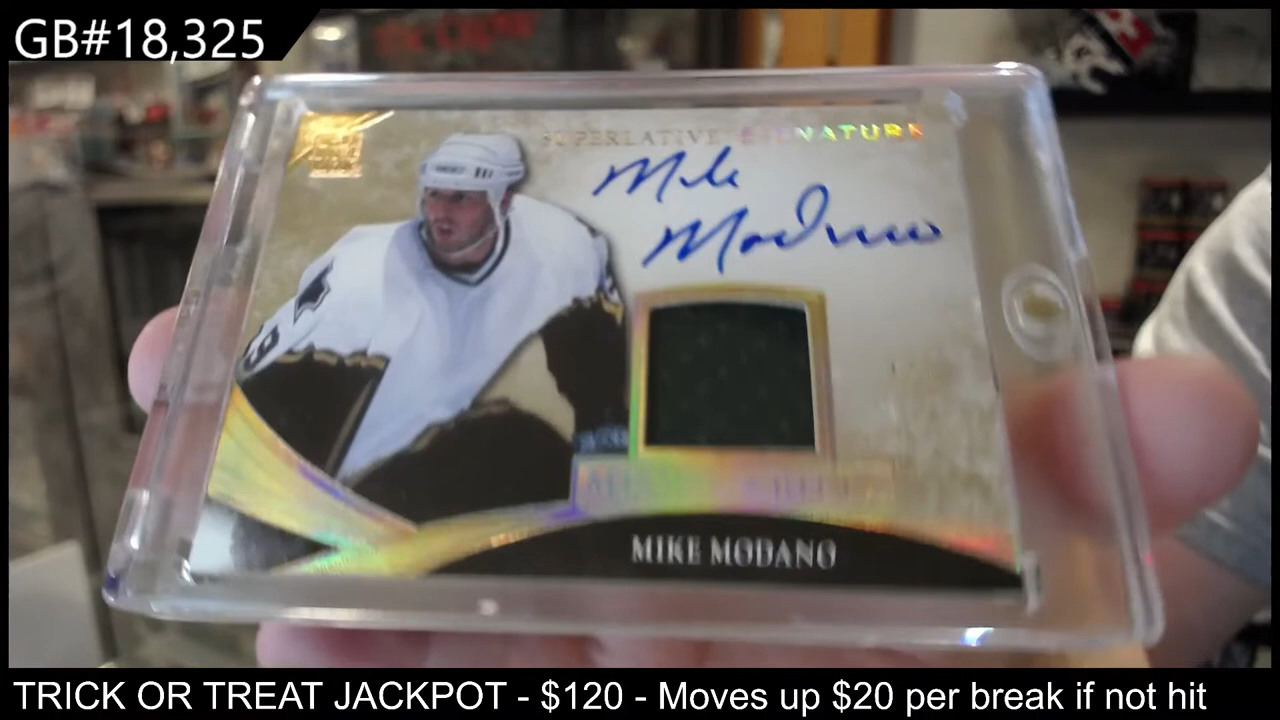 GB#18,325
SUPERLATIVE SIGNATURE
Mike
Modano
9
MIKE MODANO
TRICK OR TREAT JACKPOT - $120 - Moves up $20 per break if not hit